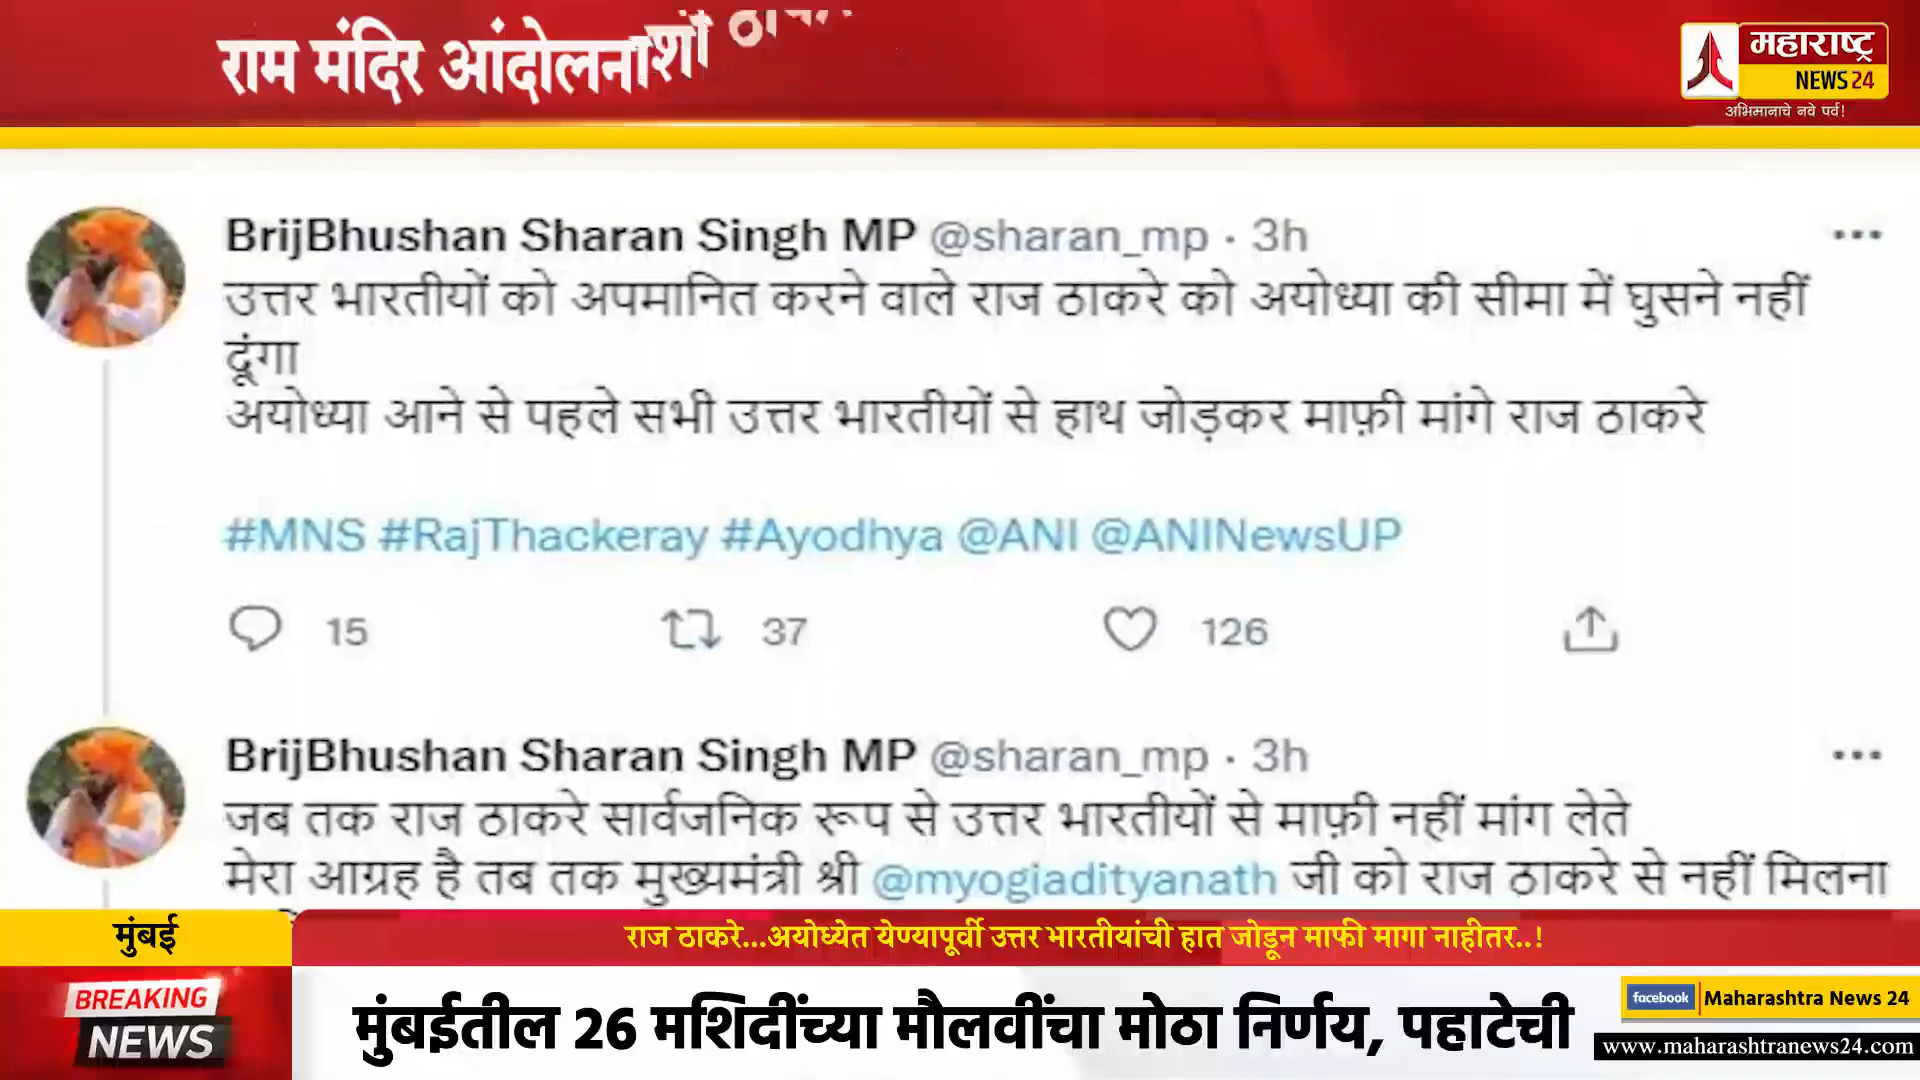 राम मंदिर आंदोलनाशी
महाराष्ट्र
NEWS 24
अभिमानाचे नवे पर्व!
BrijBhushan Sharan Singh MP @sharan_mp · 3h
उत्तर भारतीयों को अपमानित करने वाले राज ठाकरे को अयोध्या की सीमा में घुसने नहीं
दूंगा
अयोध्या आने से पहले सभी उत्तर भारतीयों से हाथ जोड़कर माफ़ी मांगे राज ठाकरे
#MNS #RajThackeray #Ayodhya @ANI @ANINewsUP
15 37 126
BrijBhushan Sharan Singh MP @sharan_mp · 3h
जब तक राज ठाकरे सार्वजनिक रूप से उत्तर भारतीयों से माफ़ी नहीं मांग लेते
मेरा आग्रह है तब तक मुख्यमंत्री श्री @myogiadityanath जी को राज ठाकरे से नहीं मिलना
मुंबई
राज ठाकरे...अयोध्येत येण्यापूर्वी उत्तर भारतीयांची हात जोडून माफी मागा नाहीतर..!
BREAKING
NEWS
मुंबईतील 26 मशिदींच्या मौलवींचा मोठा निर्णय, पहाटेची
facebook Maharashtra News 24
www.maharashtranews24.com